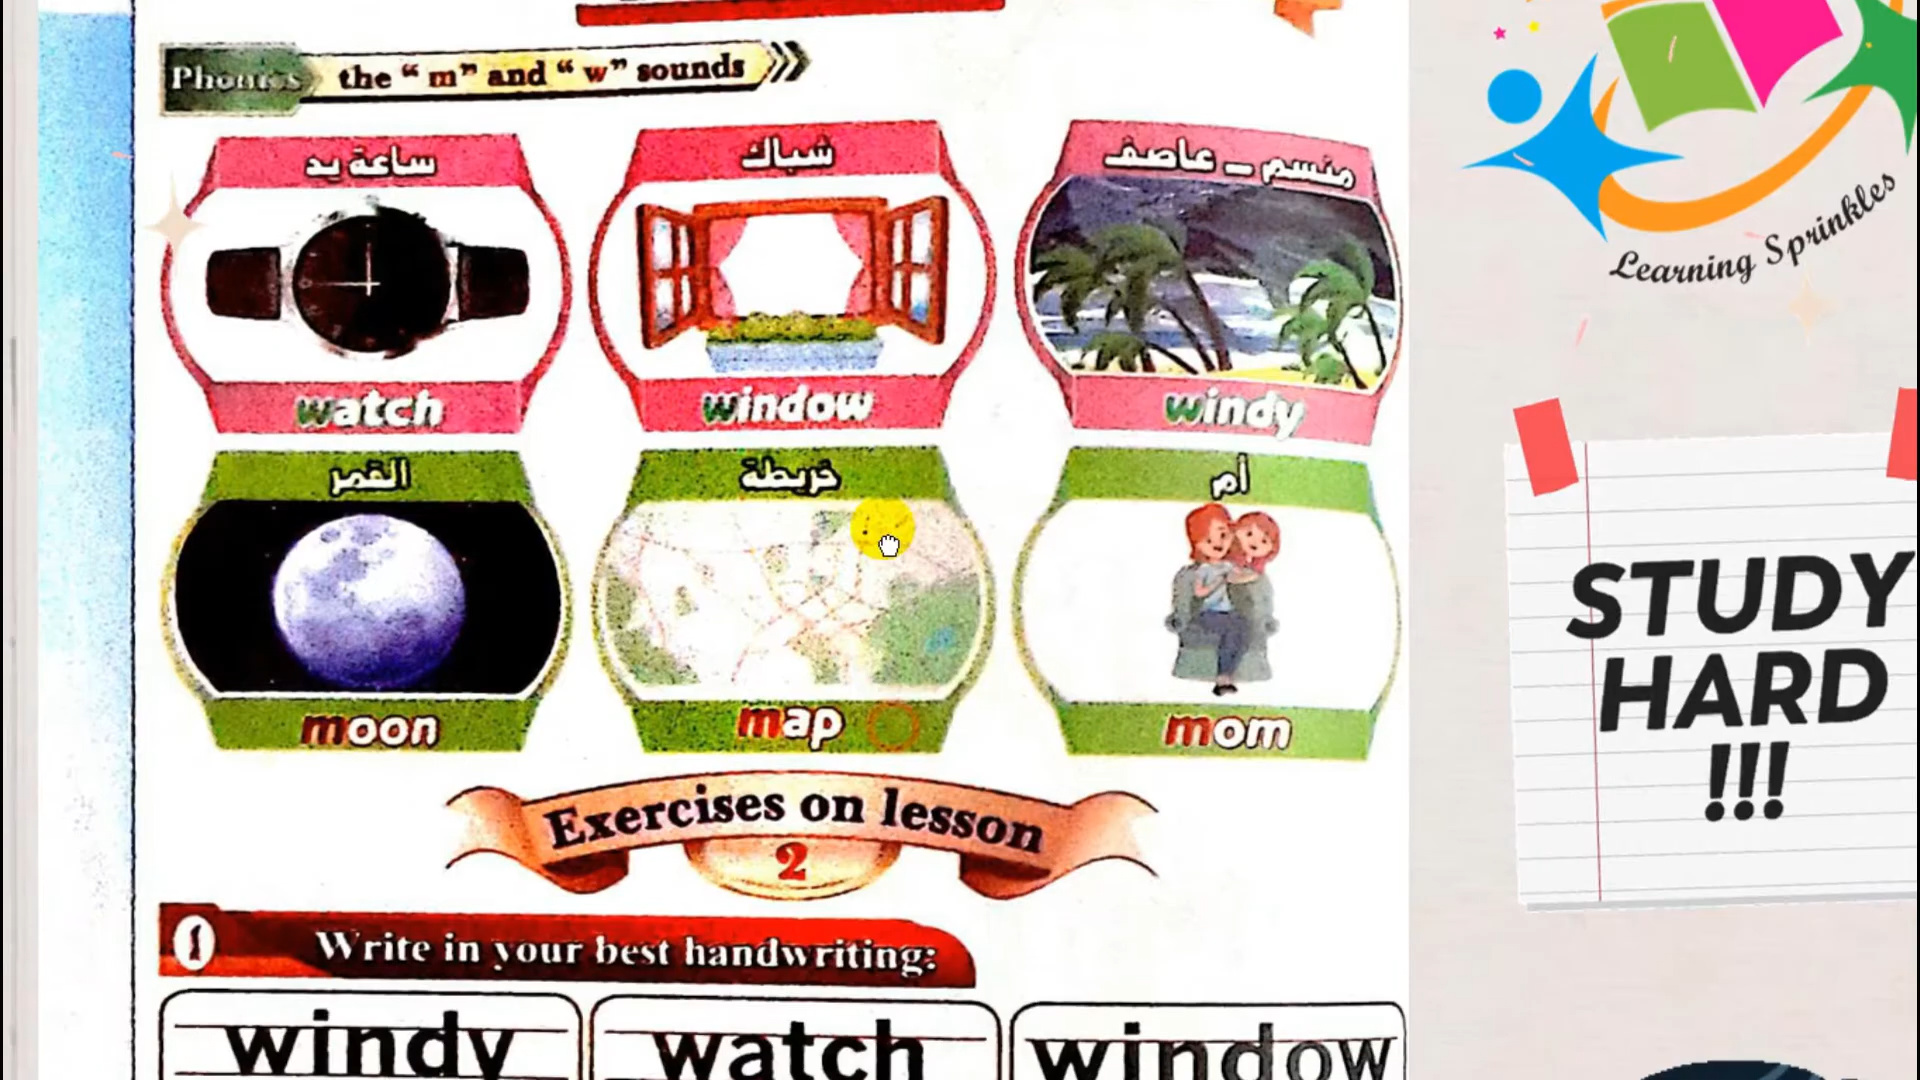 Phonics the “ m” and “ w” sounds
ساعة يد
شباك
منسم – عاصف
watch
window
windy
القمر
خريطة
أم
moon
map
mom
Exercises on lesson
2
1 Write in your best handwriting:
windy
watch
window
Learning Sprinkles
STUDY
HARD
!!!